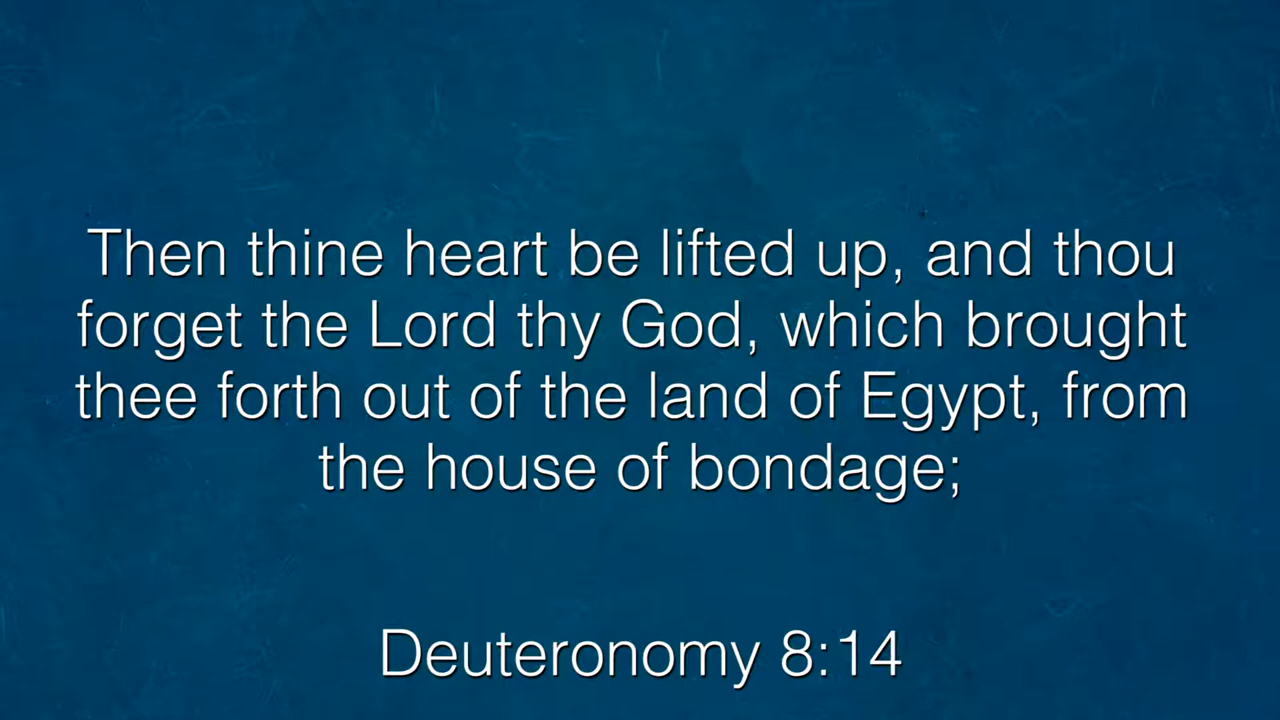 Then thine heart be lifted up, and thou
forget the Lord thy God, which brought
thee forth out of the land of Egypt, from
the house of bondage;
Deuteronomy 8:14